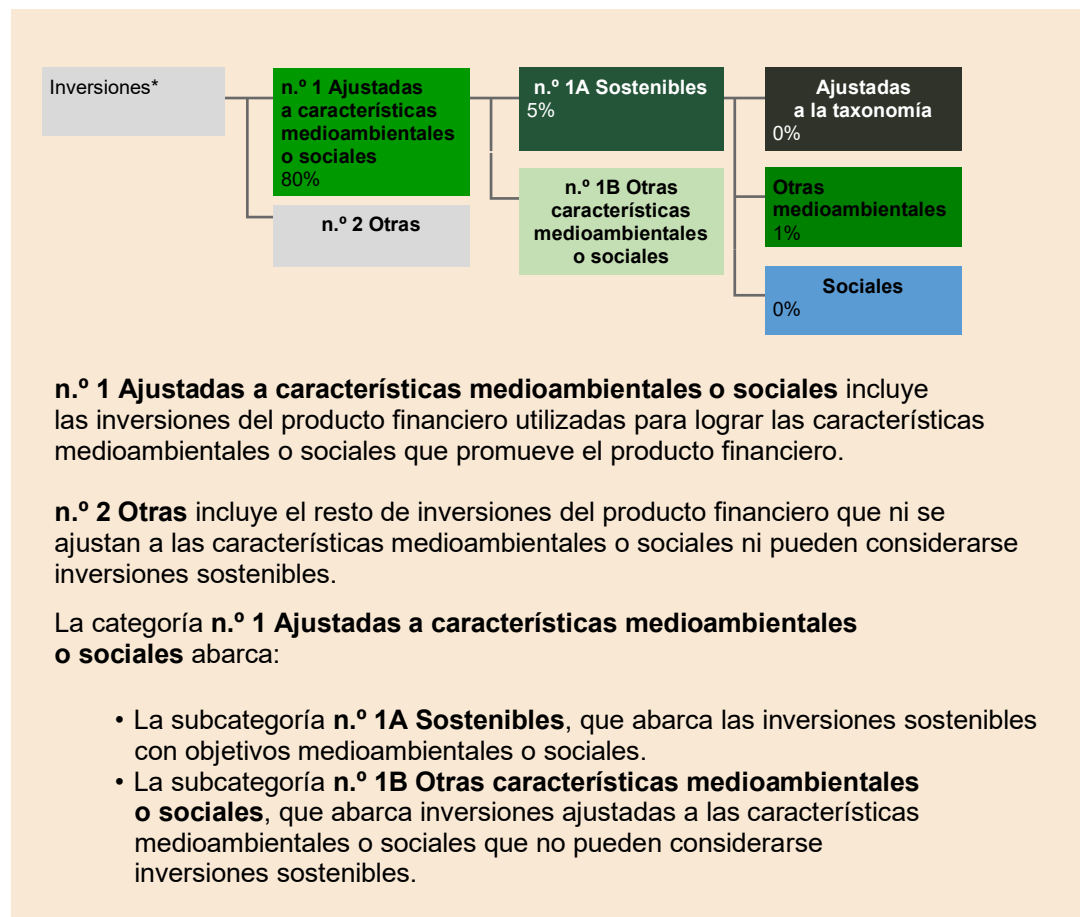 Inversiones*
n.º 1 Ajustadas
a características
medioambientales
o sociales
80%
n.º 2 Otras
n.º 1A Sostenibles
5%
n.º 1B Otras
características
medioambientales
o sociales
Ajustadas
a la taxonomía
0%
Otras
medioambientales
1%
Sociales
0%
n.º 1 Ajustadas a características medioambientales o sociales incluye
las inversiones del producto financiero utilizadas para lograr las características
medioambientales o sociales que promueve el producto financiero.
n.º 2 Otras incluye el resto de inversiones del producto financiero que ni se
ajustan a las características medioambientales o sociales ni pueden considerarse
inversiones sostenibles.
La categoría n.º 1 Ajustadas a características medioambientales
o sociales abarca:
• La subcategoría n.º 1A Sostenibles, que abarca las inversiones sostenibles
con objetivos medioambientales o sociales.
• La subcategoría n.º 1B Otras características medioambientales
o sociales, que abarca inversiones ajustadas a las características
medioambientales o sociales que no pueden considerarse
inversiones sostenibles.